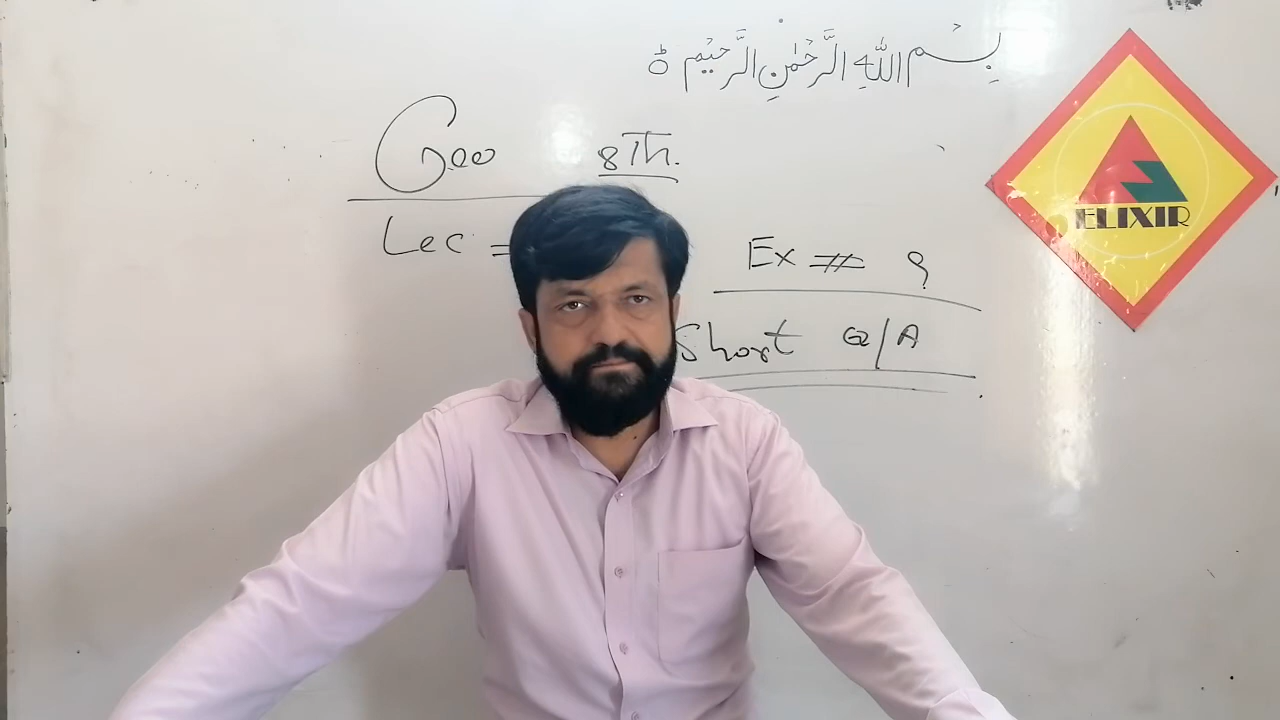 بِسْمِ اللّٰهِ الرَّحْمٰنِ الرَّحِيْمِ ه
Geo 8Th.
Lec =
Ex # 9
Short Q/A
ELIXIR